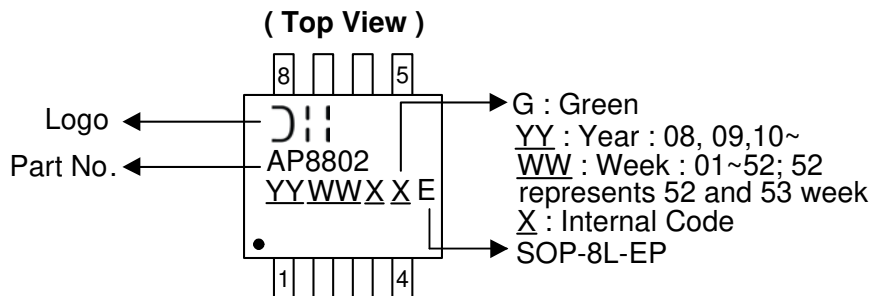 ( Top View )
8 5
Logo
Part No.
AP8802
YYWWXXE
G : Green
YY : Year : 08, 09,10~
WW : Week : 01~52; 52
represents 52 and 53 week
X : Internal Code
SOP-8L-EP
1 4